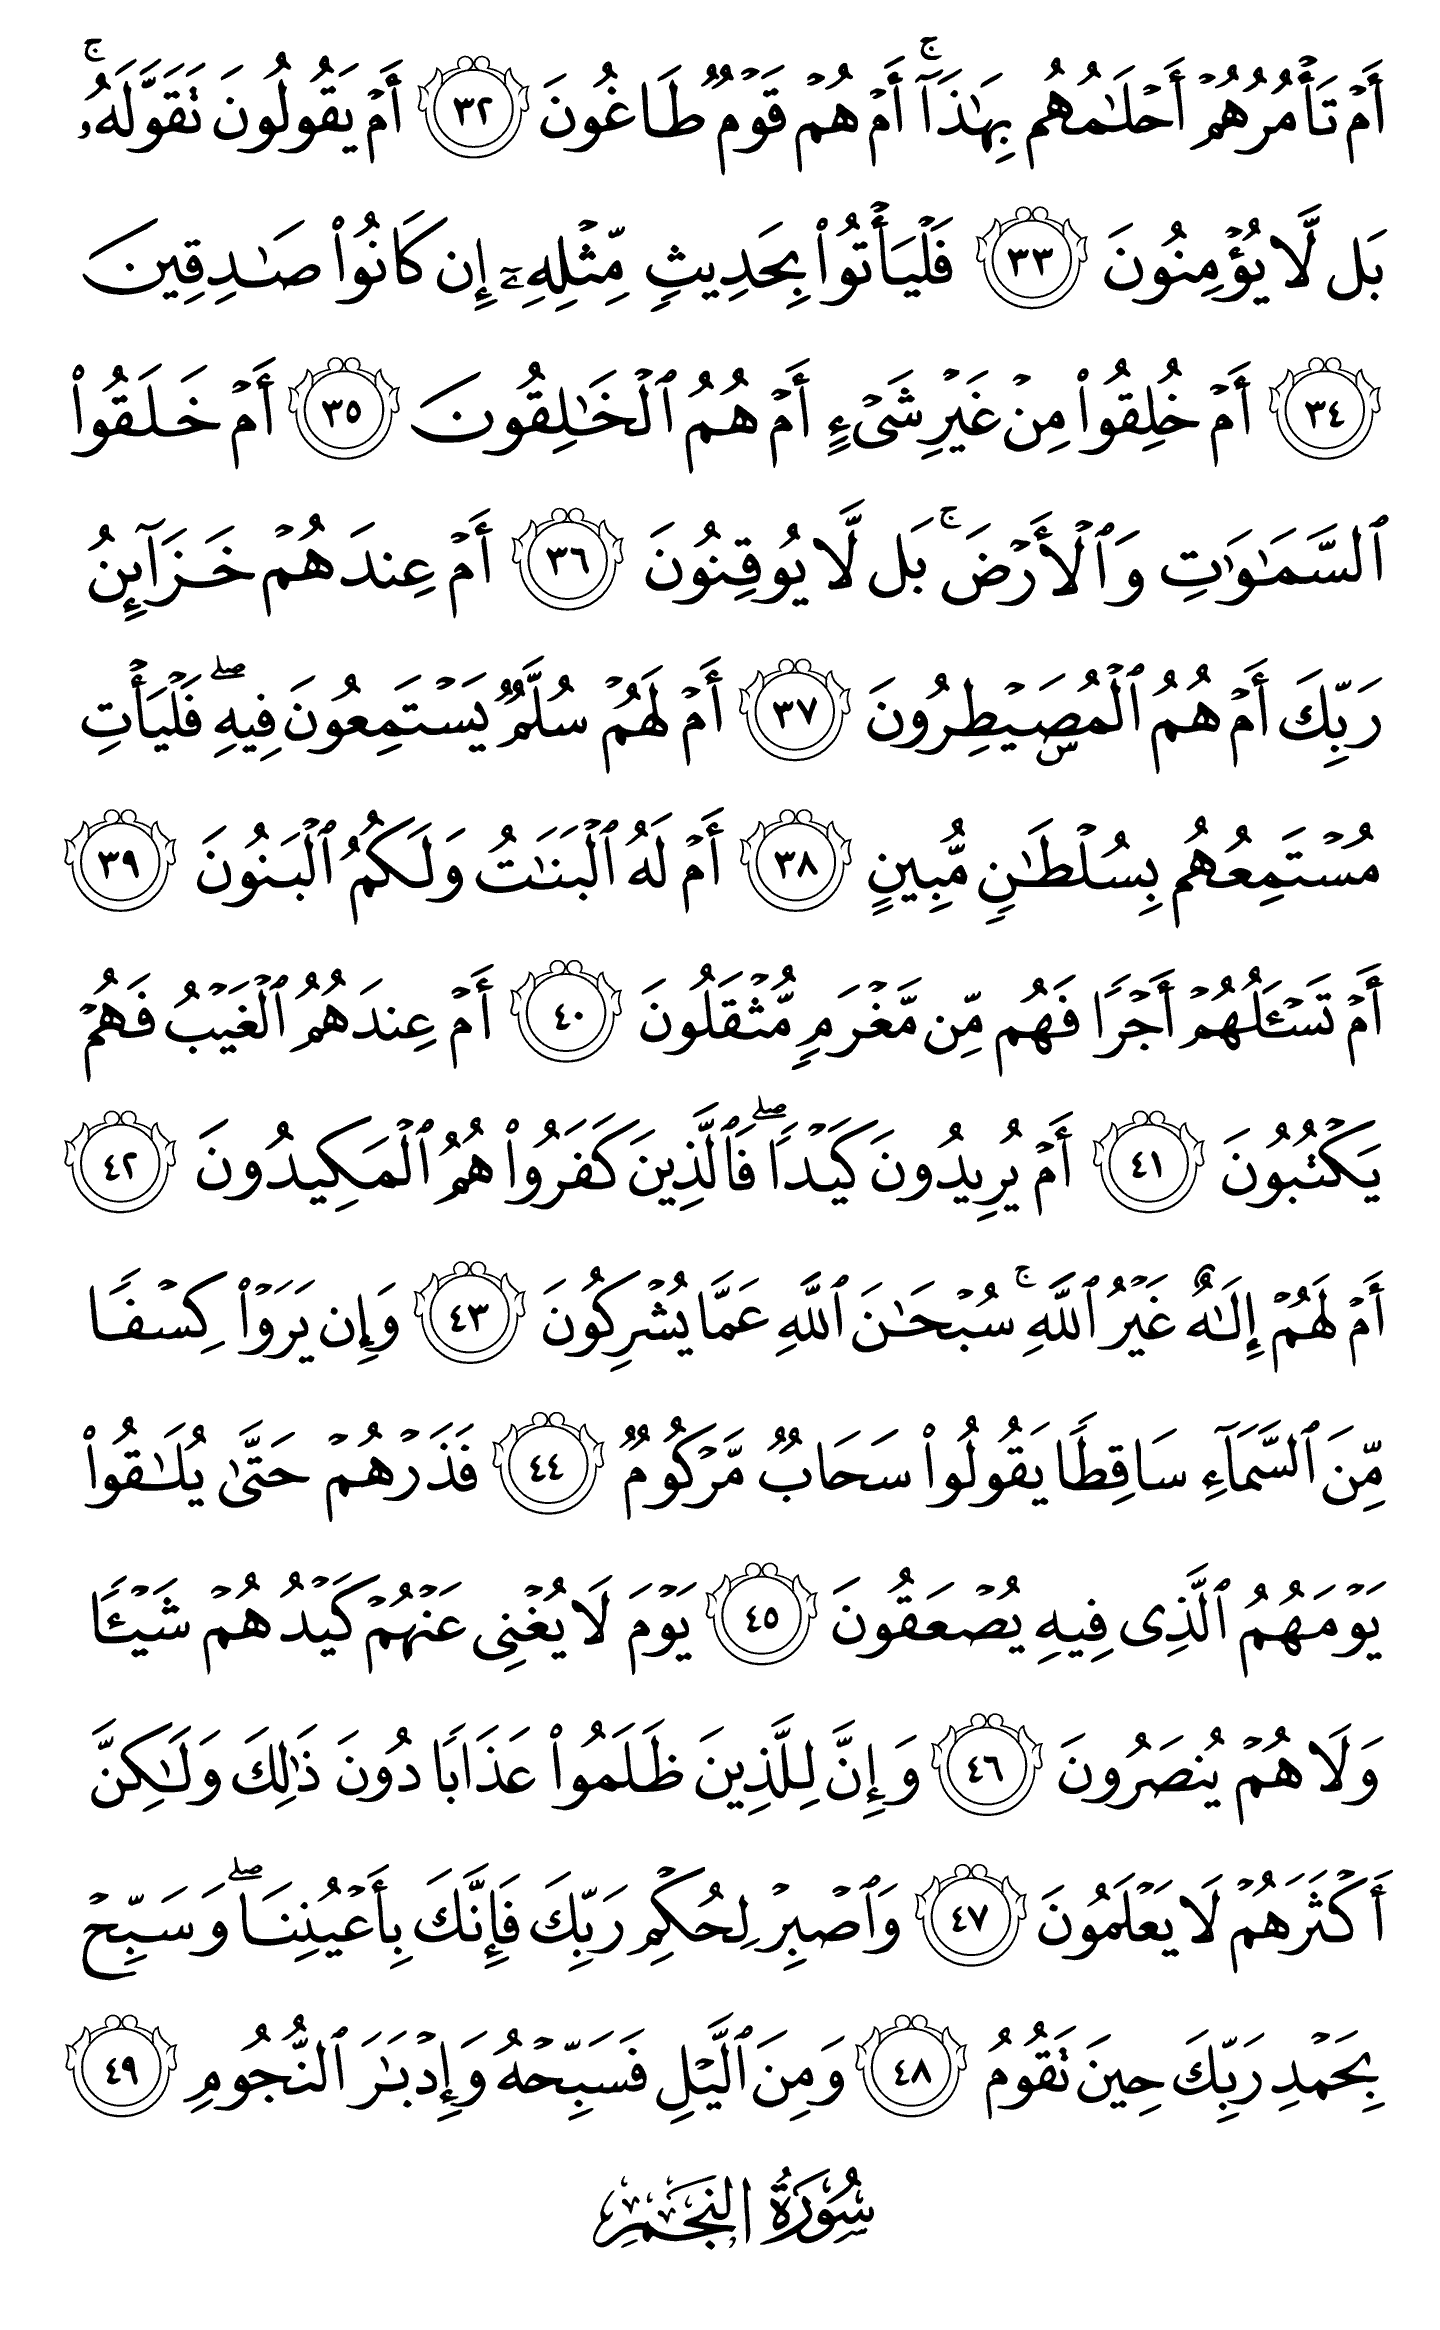 أَمۡ تَأۡمُرُهُمۡ أَحۡلَٰمُهُم بِهَٰذَآۚ أَمۡ هُمۡ قَوۡمٞ طَاغُونَ ٣٢ أَمۡ يَقُولُونَ تَقَوَّلَهُۥۚ
بَل لَّا يُؤۡمِنُونَ ٣٣ فَلۡيَأۡتُواْ بِحَدِيثٖ مِّثۡلِهِۦٓ إِن كَانُواْ صَٰدِقِينَ
٣٤ أَمۡ خُلِقُواْ مِنۡ غَيۡرِ شَيۡءٍ أَمۡ هُمُ ٱلۡخَٰلِقُونَ ٣٥ أَمۡ خَلَقُواْ
ٱلسَّمَٰوَٰتِ وَٱلۡأَرۡضَۚ بَل لَّا يُوقِنُونَ ٣٦ أَمۡ عِندَهُمۡ خَزَآئِنُ
رَبِّكَ أَمۡ هُمُ ٱلۡمُصَۜيۡطِرُونَ ٣٧ أَمۡ لَهُمۡ سُلَّمٞ يَسۡتَمِعُونَ فِيهِۖ فَلۡيَأۡتِ
مُسۡتَمِعُهُم بِسُلۡطَٰنٖ مُّبِينٍ ٣٨ أَمۡ لَهُ ٱلۡبَنَٰتُ وَلَكُمُ ٱلۡبَنُونَ ٣٩
أَمۡ تَسۡـَٔلُهُمۡ أَجۡرٗا فَهُم مِّن مَّغۡرَمٖ مُّثۡقَلُونَ ٤٠ أَمۡ عِندَهُمُ ٱلۡغَيۡبُ فَهُمۡ
يَكۡتُبُونَ ٤١ أَمۡ يُرِيدُونَ كَيۡدٗاۖ فَٱلَّذِينَ كَفَرُواْ هُمُ ٱلۡمَكِيدُونَ ٤٢
أَمۡ لَهُمۡ إِلَٰهٌ غَيۡرُ ٱللَّهِۚ سُبۡحَٰنَ ٱللَّهِ عَمَّا يُشۡرِكُونَ ٤٣ وَإِن يَرَوۡاْ كِسۡفٗا
مِّنَ ٱلسَّمَآءِ سَاقِطٗا يَقُولُواْ سَحَابٞ مَّرۡكُومٞ ٤٤ فَذَرۡهُمۡ حَتَّىٰ يُلَٰقُواْ
يَوۡمَهُمُ ٱلَّذِي فِيهِ يُصۡعَقُونَ ٤٥ يَوۡمَ لَا يُغۡنِي عَنۡهُمۡ كَيۡدُهُمۡ شَيۡـٔٗا
وَلَا هُمۡ يُنصَرُونَ ٤٦ وَإِنَّ لِلَّذِينَ ظَلَمُواْ عَذَابٗا دُونَ ذَٰلِكَ وَلَٰكِنَّ
أَكۡثَرَهُمۡ لَا يَعۡلَمُونَ ٤٧ وَٱصۡبِرۡ لِحُكۡمِ رَبِّكَ فَإِنَّكَ بِأَعۡيُنِنَاۖ وَسَبِّحۡ
بِحَمۡدِ رَبِّكَ حِينَ تَقُومُ ٤٨ وَمِنَ ٱلَّيۡلِ فَسَبِّحۡهُ وَإِدۡبَٰرَ ٱلنُّجُومِ ٤٩
سُورَةُ النَّجۡمِ